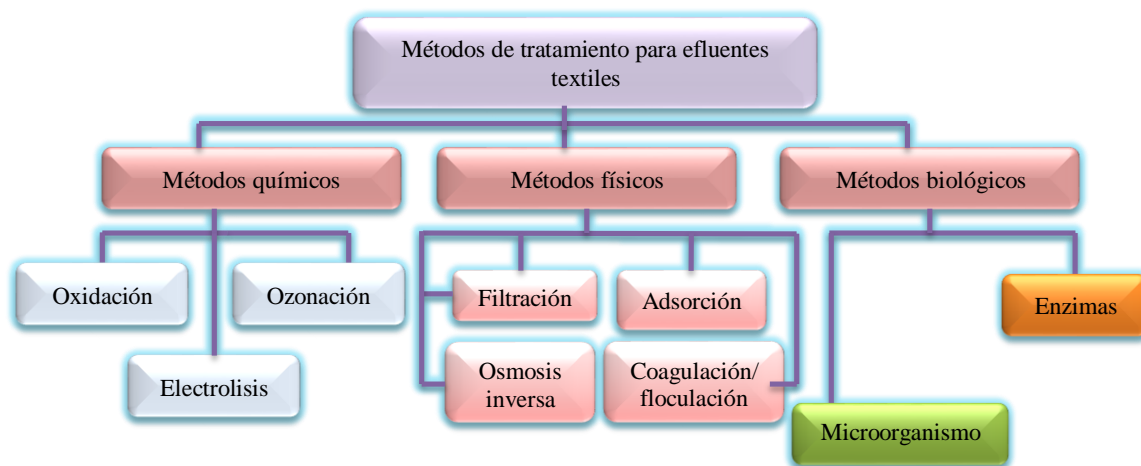 Métodos de tratamiento para efluentes
textiles
Métodos químicos
Métodos físicos
Métodos biológicos
Oxidación
Ozonación
Electrolisis
Filtración
Adsorción
Osmosis
inversa
Coagulación/
floculación
Enzimas
Microorganismo